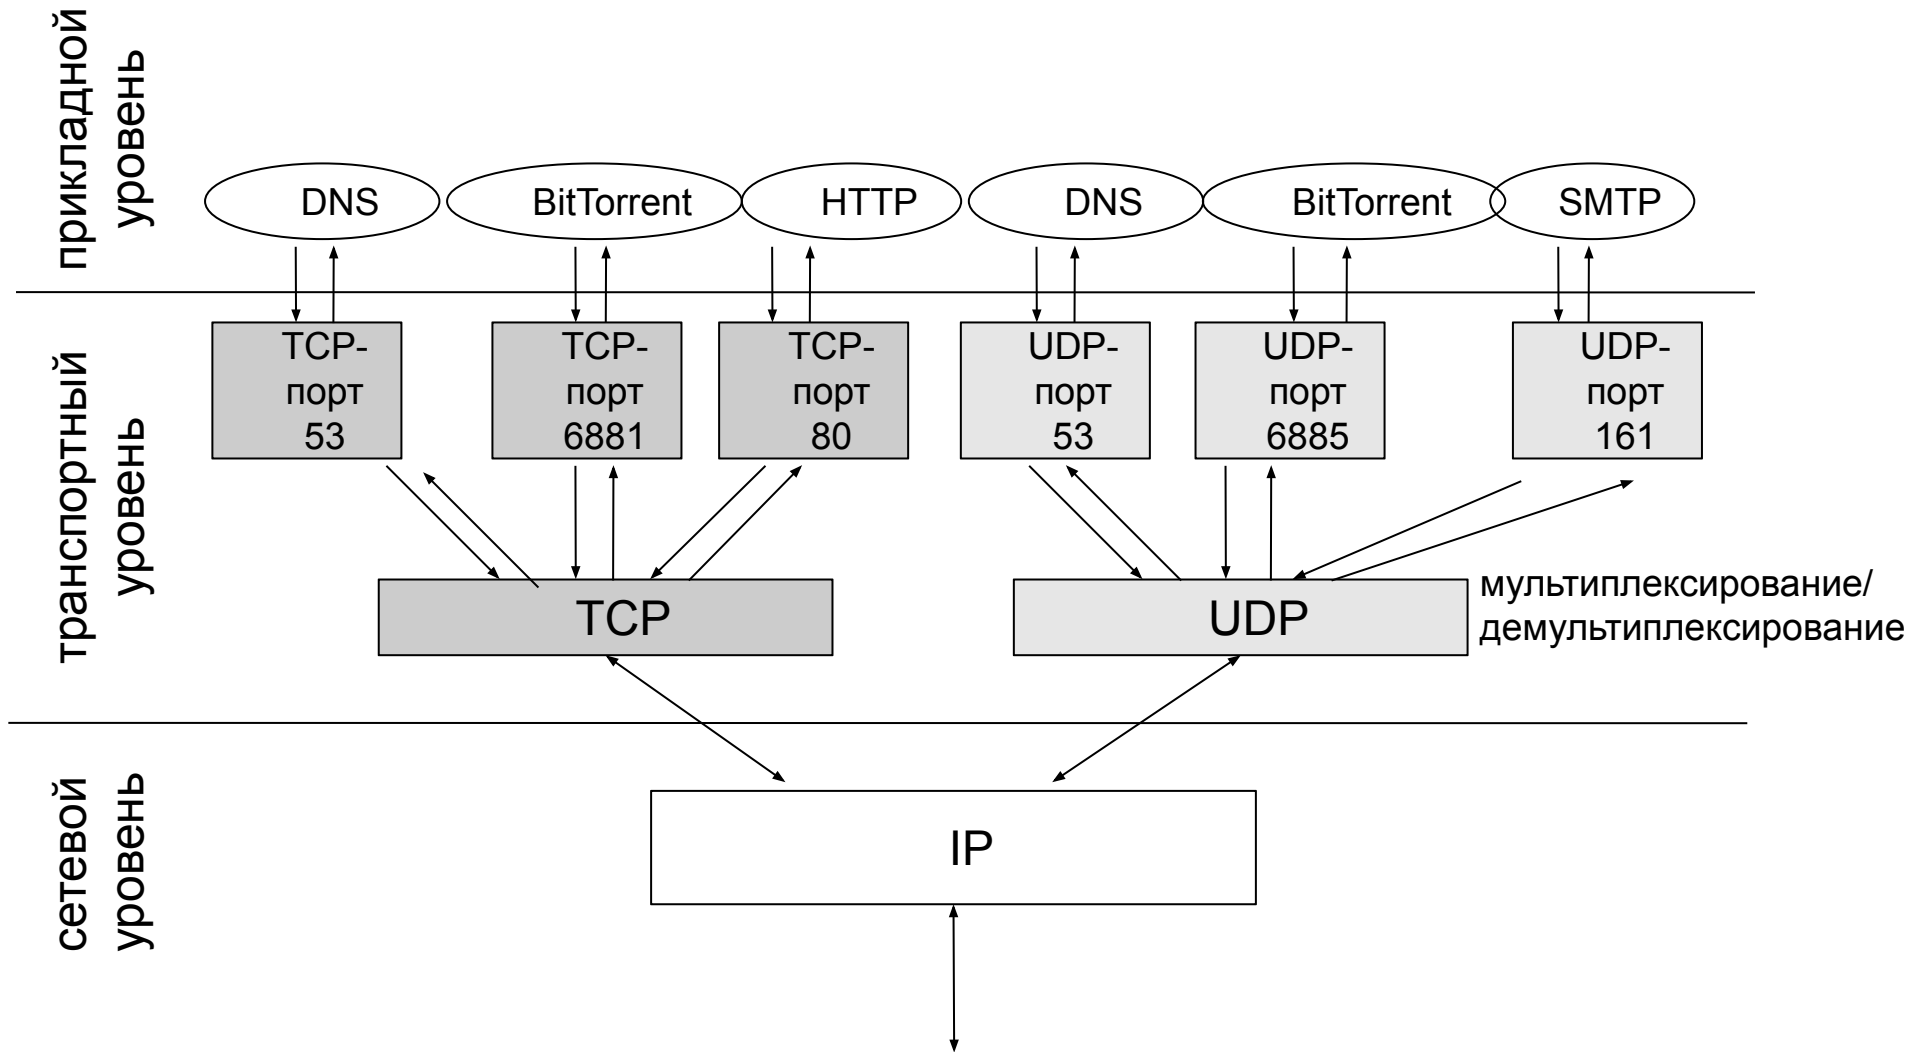 прикладной
уровень
DNS
BitTorrent
HTTP
DNS
BitTorrent
SMTP
транспортный
уровень
TCP-
порт
53
TCP-
порт
6881
TCP-
порт
80
UDP-
порт
53
UDP-
порт
6885
UDP-
порт
161
TCP
UDP
мультиплексирование/
демультиплексирование
сетевой
уровень
IP